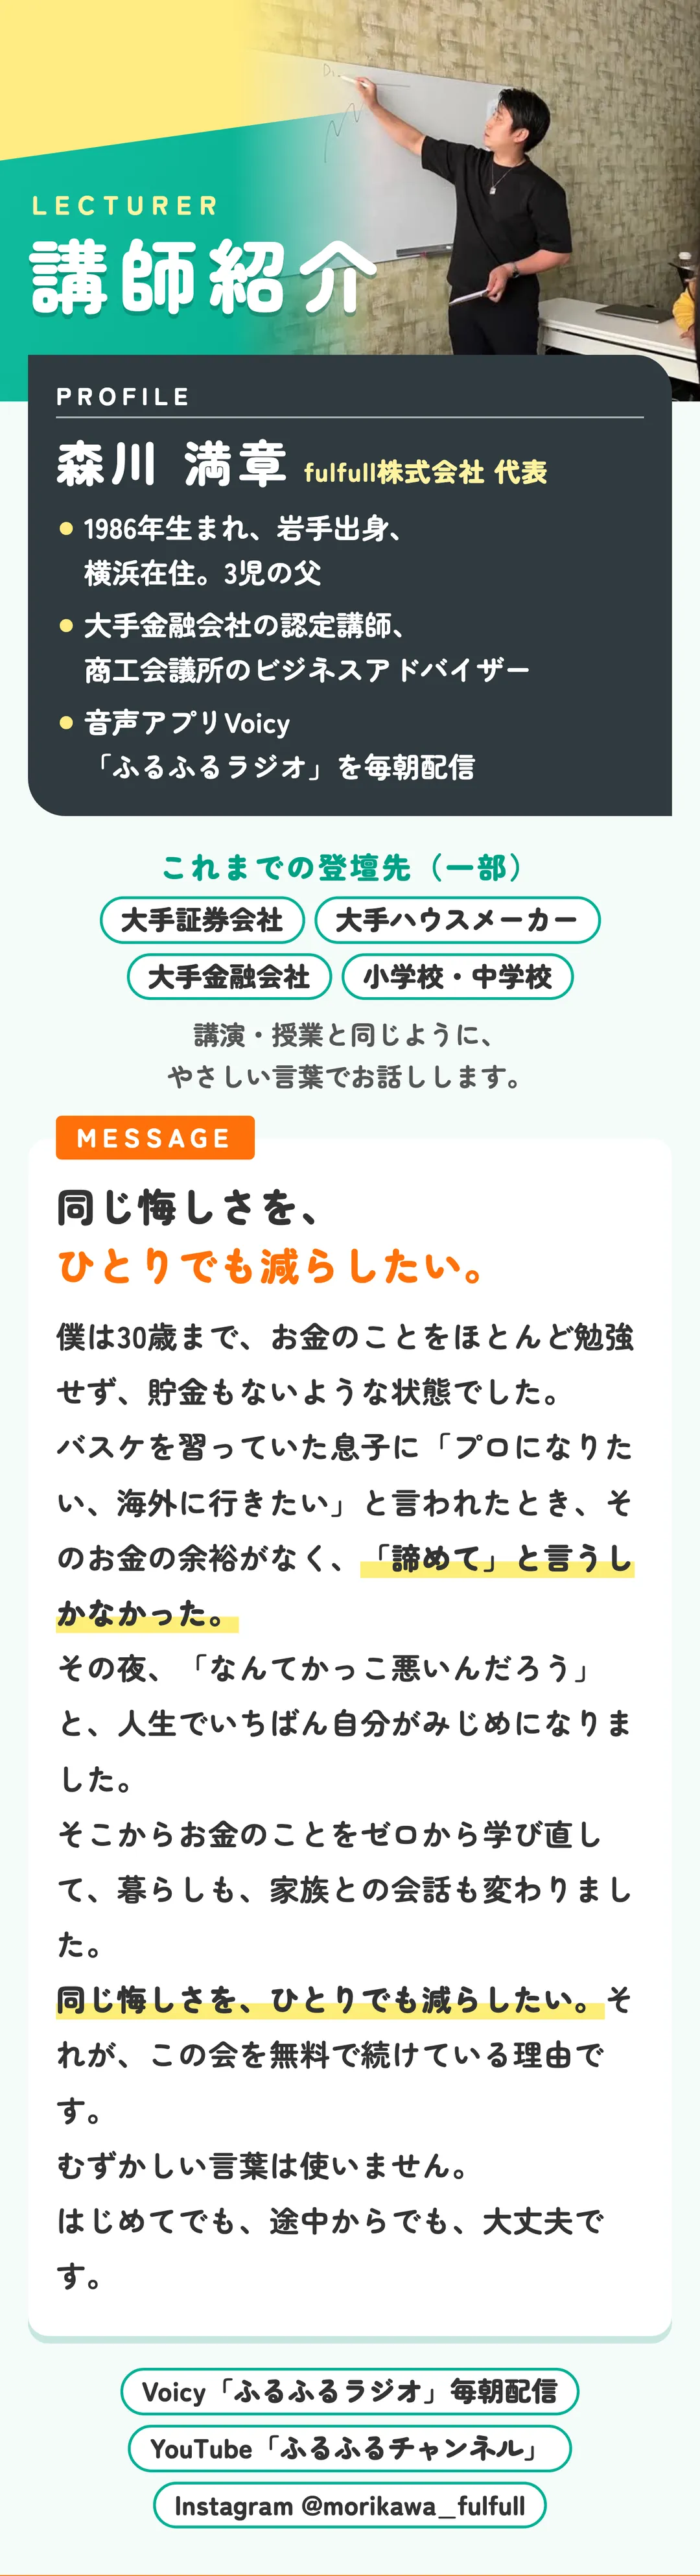 LECTURER
講師紹介
PROFILE
森川 満章 fulfull株式会社 代表
1986年生まれ、岩手出身、
横浜在住。3児の父
大手金融会社の認定講師、
商工会議所のビジネスアドバイザー
音声アプリVoicy
「ふるふるラジオ」を毎朝配信
これまでの登壇先（一部）
大手証券会社 大手ハウスメーカー
大手金融会社 小学校・中学校
講演・授業と同じように、
やさしい言葉でお話しします。
MESSAGE
同じ悔しさを、
ひとりでも減らしたい。
僕は30歳まで、お金のことをほとんど勉強
せず、貯金もないような状態でした。
バスケを習っていた息子に「プロになりた
い、海外に行きたい」と言われたとき、そ
のお金の余裕がなく、「諦めて」と言うし
かなかった。
その夜、「なんてかっこ悪いんだろう」
と、人生でいちばん自分がみじめになりま
した。
そこからお金のことをゼロから学び直し
て、暮らしも、家族との会話も変わりまし
た。
同じ悔しさを、ひとりでも減らしたい。そ
れが、この会を無料で続けている理由で
す。
むずかしい言葉は使いません。
はじめてでも、途中からでも、大丈夫で
す。
Voicy「ふるふるラジオ」毎朝配信
YouTube「ふるふるチャンネル」
Instagram @morikawa_fulfull